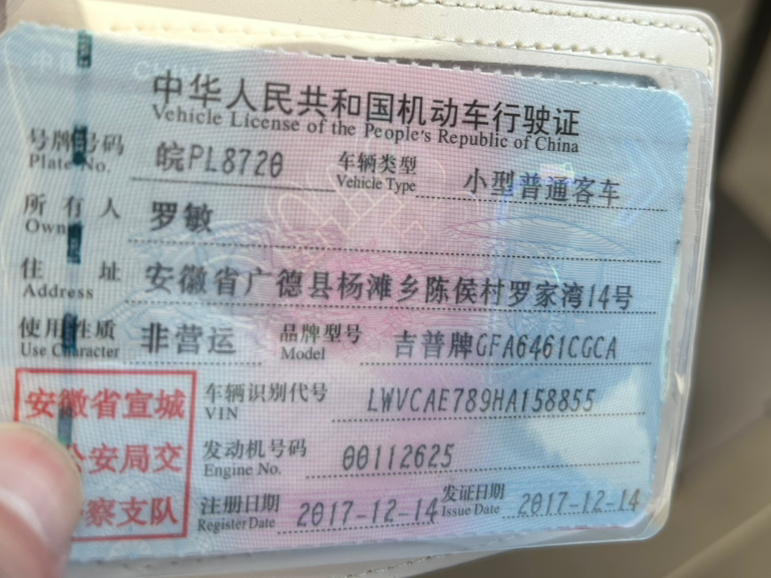 中华人民共和国机动车行驶证
Vehicle License of the People's Republic of China
号牌号码 皖PL8720 车辆类型 小型普通客车
Plate No. Vehicle Type
所有人 罗敏
Owner
住址 安徽省广德县杨滩乡陈侯村罗家湾14号
Address
使用性质 非营运 品牌型号 吉普牌GFA6461CGCA
Use Character Model
安徽省宣城 车辆识别代号 LWVCAE789HA158855
VIN
公安局交 发动机号码 00112625
Engine No.
察支队 注册日期 2017-12-14 发证日期 2017-12-14
Register Date Issue Date